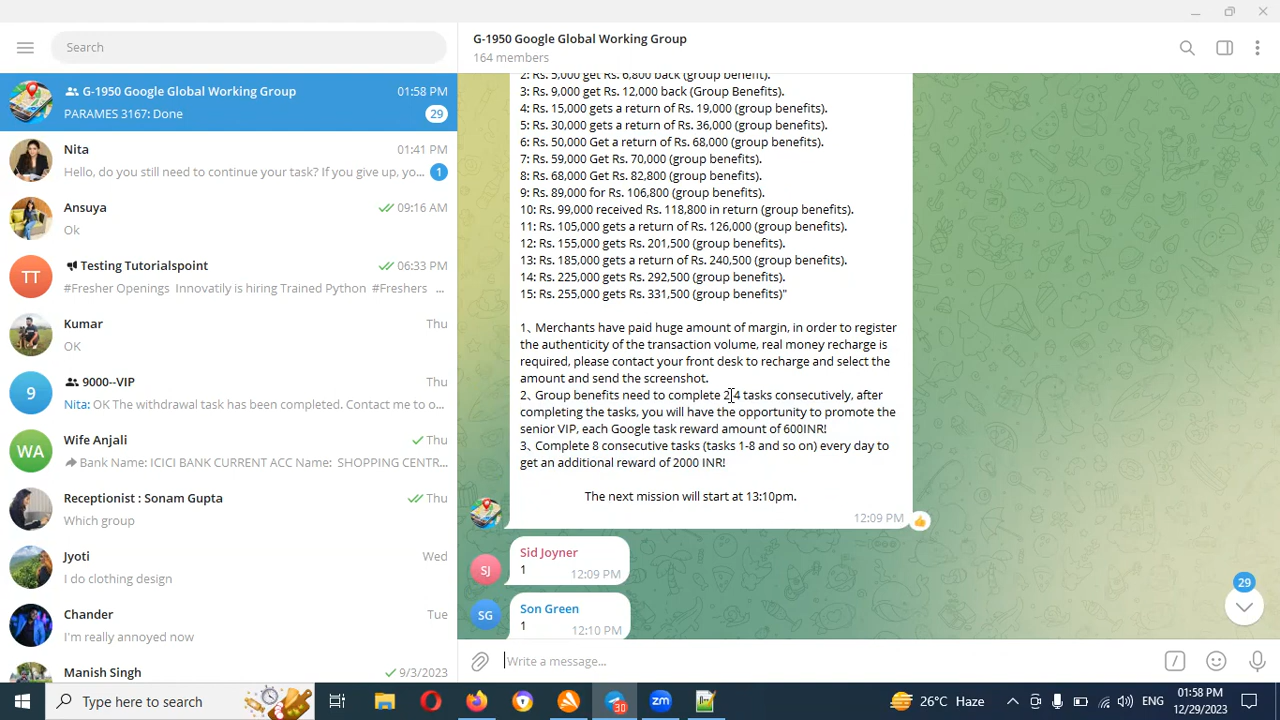 Search
G-1950 Google Global Working Group
01:58 PM
PARAMES 3167: Done
29
Nita
01:41 PM
Hello, do you still need to continue your task? If you give up, yo...
1
Ansuya
09:16 AM
Ok
TT
Testing Tutorialspoint
06:33 PM
#Fresher Openings Innovatily is hiring Trained Python #Freshers ...
Kumar
Thu
OK
9
9000--VIP
Thu
Nita: OK The withdrawal task has been completed. Contact me to o...
WA
Wife Anjali
Thu
Bank Name: ICICI BANK CURRENT ACC Name: SHOPPING CENTR...
Receptionist : Sonam Gupta
Thu
Which group
Jyoti
Wed
I do clothing design
Chander
Tue
I'm really annoyed now
Manish Singh
9/3/2023
G-1950 Google Global Working Group
164 members
2: Rs. 5,000 get Rs. 6,800 back (group benefit).
3: Rs. 9,000 get Rs. 12,000 back (Group Benefits).
4: Rs. 15,000 gets a return of Rs. 19,000 (group benefits).
5: Rs. 30,000 gets a return of Rs. 36,000 (group benefits).
6: Rs. 50,000 Get a return of Rs. 68,000 (group benefits).
7: Rs. 59,000 Get Rs. 70,000 (group benefits).
8: Rs. 68,000 Get Rs. 82,800 (group benefits).
9: Rs. 89,000 for Rs. 106,800 (group benefits).
10: Rs. 99,000 received Rs. 118,800 in return (group benefits).
11: Rs. 105,000 gets a return of Rs. 126,000 (group benefits).
12: Rs. 155,000 gets Rs. 201,500 (group benefits).
13: Rs. 185,000 gets a return of Rs. 240,500 (group benefits).
14: Rs. 225,000 gets Rs. 292,500 (group benefits).
15: Rs. 255,000 gets Rs. 331,500 (group benefits)"
1、Merchants have paid huge amount of margin, in order to register
the authenticity of the transaction volume, real money recharge is
required, please contact your front desk to recharge and select the
amount and send the screenshot.
2、Group benefits need to complete 2-4 tasks consecutively, after
completing the tasks, you will have the opportunity to promote the
senior VIP, each Google task reward amount of 600INR!
3、Complete 8 consecutive tasks (tasks 1-8 and so on) every day to
get an additional reward of 2000 INR!
The next mission will start at 13:10pm.
12:09 PM
SJ
Sid Joyner
1
12:09 PM
SG
Son Green
1
12:10 PM
29
Write a message...
Type here to search
30
zm
26°C Haze
ENG
01:58 PM
12/29/2023